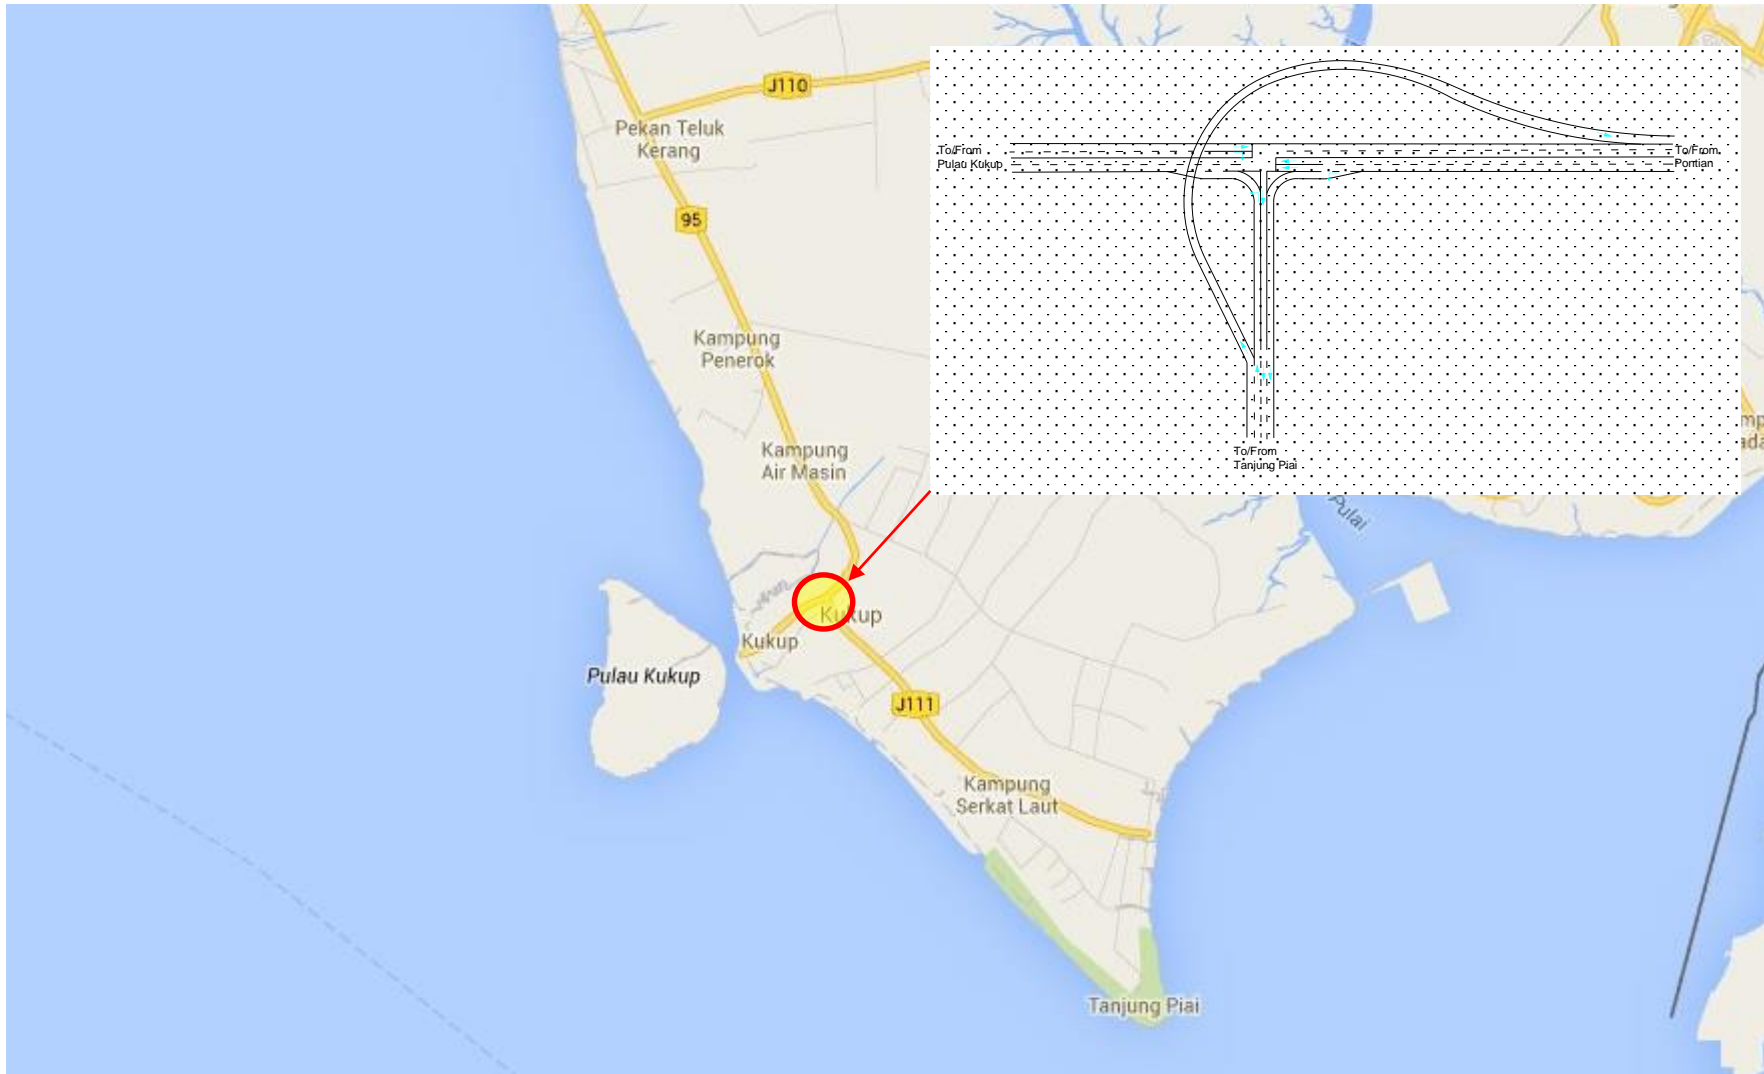 J110
Pekan Teluk
Kerang
To/From
Pulau Kukup
To/From
Pontian
95
Kampung
Penerok
Kampung
Air Masin
To/From
Tanjung Piai
Pulai
Kukup
Kukup
Pulau Kukup
J111
Kampung
Serkat Laut
Tanjung Piai